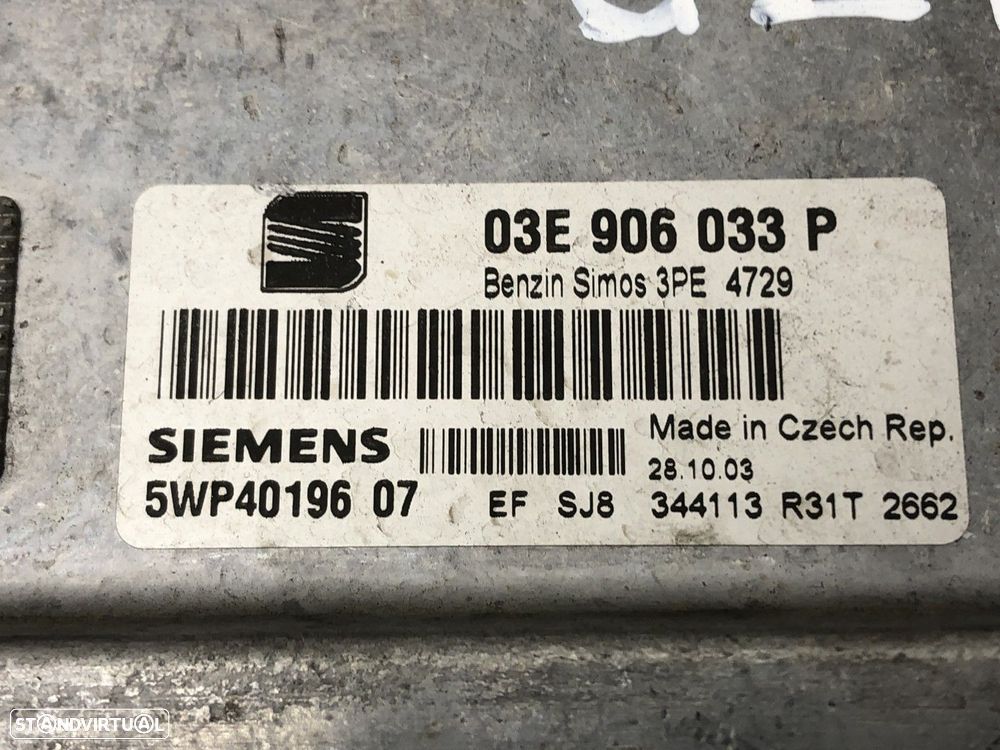 03E 906 033 P
Benzin Simos 3PE 4729
SIEMENS
Made in Czech Rep.
28.10.03
5WP40196 07
EF SJ8 344113 R31T 2662
STANDVIRTUAL